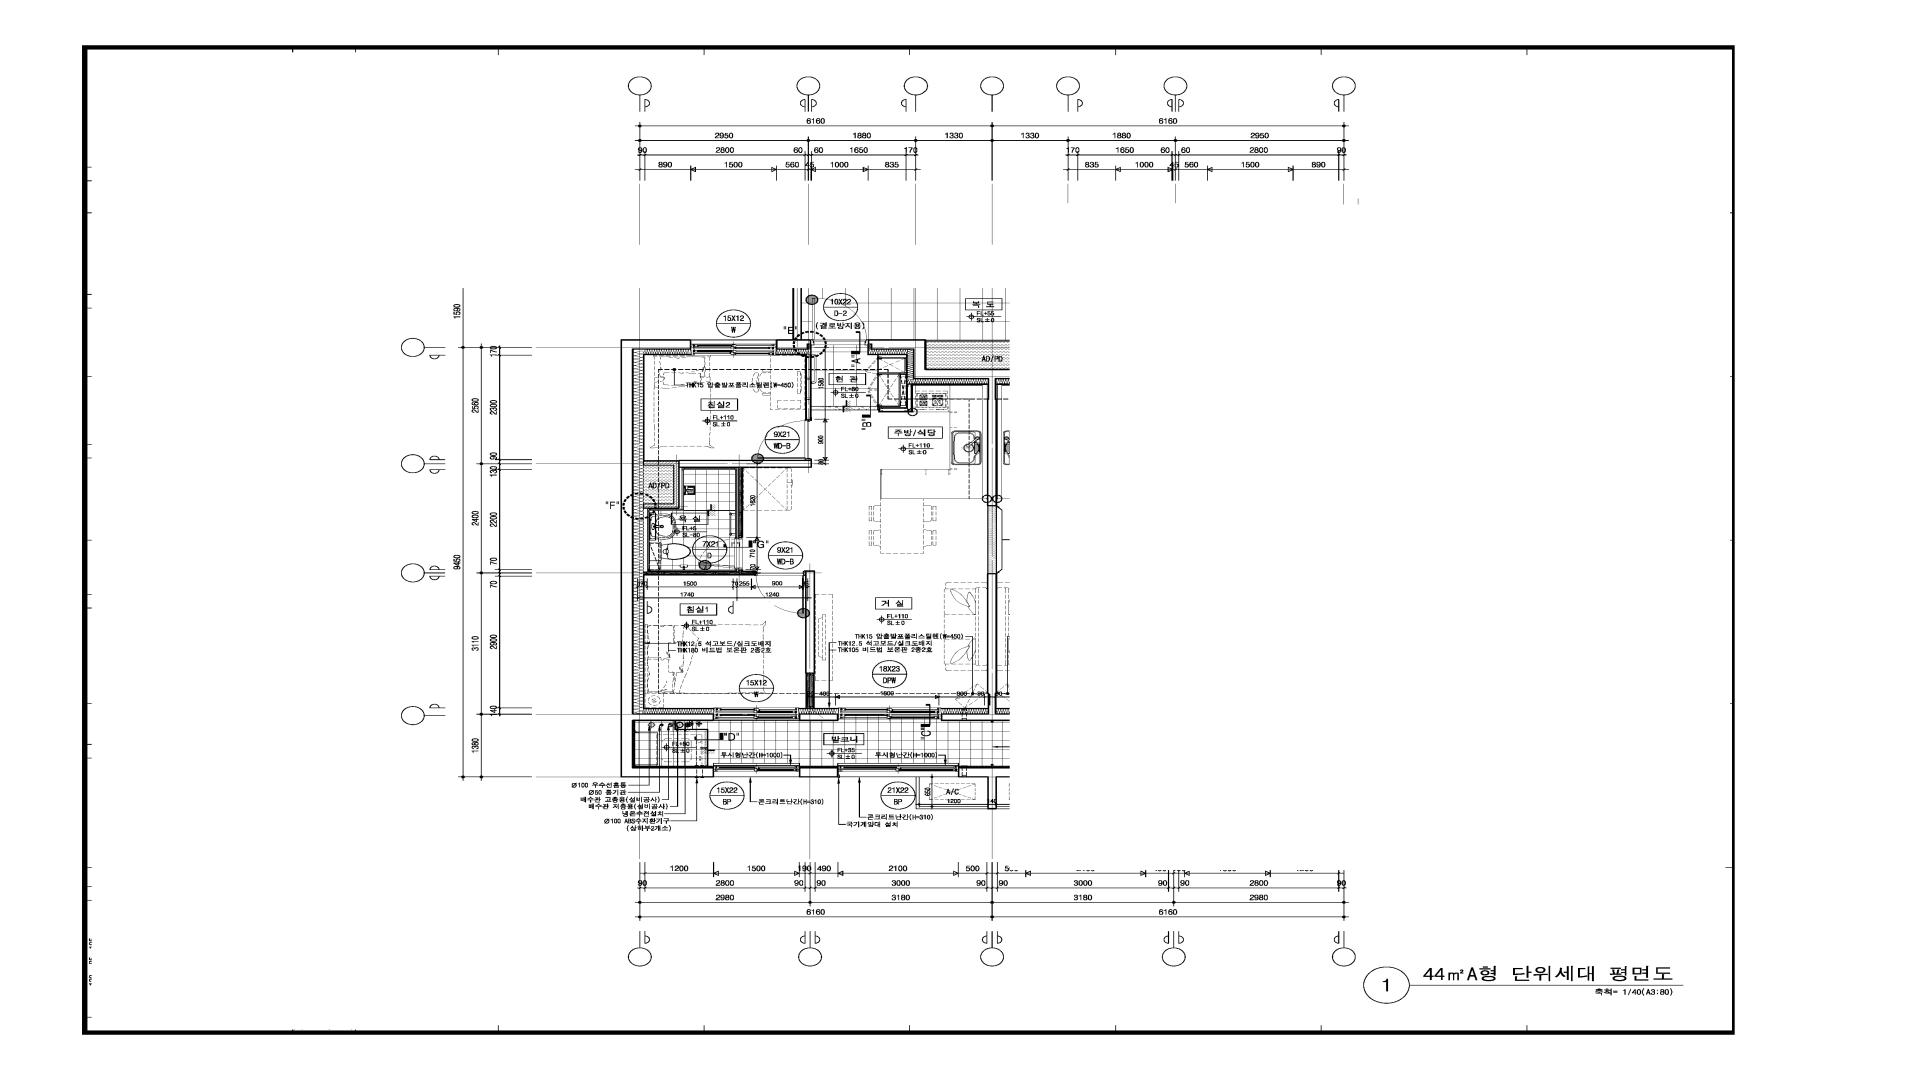 6160 6160
2950 1880 1330 1330 1880 2950
90 2800 60 60 1650 170 170 1650 60 60 2800 90
890 1500 560 45 1000 835 835 1000 45 560 1500 890
1590
170
2560
2300
90
130
2400
2200
9450
70
70
3110
2900
140
1380
15X12
W
"E"
10X22
D-2
(결로방지용)
복 도
FL+55
SL±0
AD/PD
THK15 압출발포폴리스틸렌(W=450)
침실2
FL+110
SL±0
현 관
FL+80
SL±0
"A"
"B"
1580
900
9X21
WD-B
주방/식당
FL+110
SL±0
AD/PD
"F"
욕 실
FL+5
SL-80
7X21
D
"G"
1620
710
9X21
WD-B
1500 70 255 900
1740 1240
침실1
FL+110
SL±0
THK12.5 석고보드/실크도배지
THK180 비드법 보온판 2종2호
15X12
W
거 실
FL+110
SL±0
THK15 압출발포폴리스틸렌(W=450)
THK12.5 석고보드/실크도배지
THK105 비드법 보온판 2종2호
18X23
DPW
1800
"C"
"D"
FL+80
SL±0
발코니
FL+35
SL±0
투시형난간(H=1000)
투시형난간(H=1000)
Ø100 우수선홈통
Ø50 통기관
배수관 고층용(설비공사)
배수관 저층용(설비공사)
냉온수전설치
Ø100 ABS수지환기구
(상하부2개소)
15X22
BP
콘크리트난간(H=310)
21X22
BP
콘크리트난간(H=310)
국기게양대 설치
650
A/C
1200
1200 1500 190 490 2100 500
90 2800 90 90 3000 90 90 3000 90 90 2800 90
2980 3180 3180 2980
6160 6160
1
44㎡A형 단위세대 평면도
축척= 1/40(A3:80)